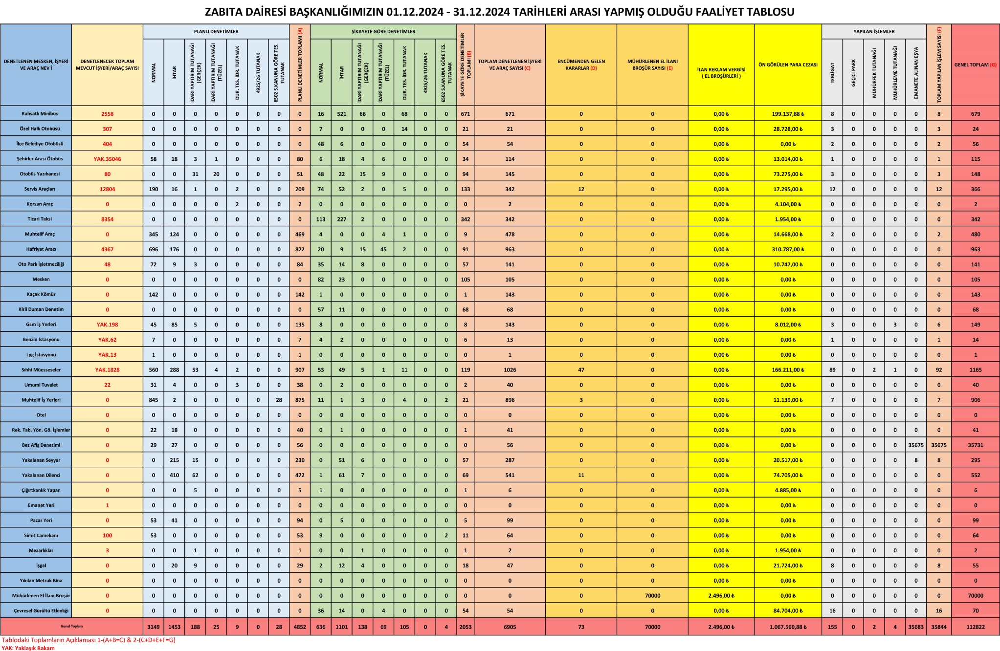 ZABITA DAİRESİ BAŞKANLIĞIMIZIN 01.12.2024 - 31.12.2024 TARİHLERİ ARASI YAPMIŞ OLDUĞU FAALİYET TABLOSU
DENETLENEN MESKEN, İŞYERİ VE ARAÇ NEV'İ
DENETLENECEK TOPLAM MEVCUT İŞYERİ/ARAÇ SAYISI
PLANLI DENETİMLER
NORMAL
İHTAR
İDARİ YAPTIRIM TUTANAĞI (GERÇEK)
İDARİ YAPTIRIM TUTANAĞI (TÜZEL)
DUR. TES. İDR. TUTANAK
4925/26 TUTANAK
6502 S.KANUNA GÖRE TES. TUTANAK
PLANLI DENETİMLER TOPLAMI (A)
ŞİKAYETE GÖRE DENETİMLER
NORMAL
İHTAR
İDARİ YAPTIRIM TUTANAĞI (GERÇEK)
İDARİ YAPTIRIM TUTANAĞI (TÜZEL)
DUR. TES. İDR. TUTANAK
4925/26 TUTANAK
6502 S.KANUNA GÖRE TES. TUTANAK
ŞİKAYETE GÖRE DENETİMLER TOPLAMI (B)
TOPLAM DENETLENEN İŞYERİ VE ARAÇ SAYISI (C)
ENCÜMENDEN GELEN KARARLAR (D)
MÜHÜRLENEN EL İLANI BROŞÜR SAYISI (E)
İLAN REKLAM VERGİSİ ( EL BROŞÜRLERİ )
ÖN GÖRÜLEN PARA CEZASI
YAPILAN İŞLEMLER
TEBLİGAT
GEÇİCİ PARK
MÜHÜRFEK TUTANAĞI
MÜHÜRLEME TUTANAĞI
EMANETE ALINAN EŞYA
TOPLAM YAPILAN İŞLEM SAYISI (F)
GENEL TOPLAM (G)
Ruhsatlı Minibüs 2558 0 0 0 0 0 0 0 0 16 521 66 0 68 0 0 671 671 0 0 0,00 ₺ 199.137,88 ₺ 8 0 0 0 0 8 679
Özel Halk Otobüsü 307 0 0 0 0 0 0 0 0 7 0 0 0 14 0 0 21 21 0 0 0,00 ₺ 28.728,00 ₺ 3 0 0 0 0 3 24
İlçe Belediye Otobüsü 404 0 0 0 0 0 0 0 0 48 6 0 0 0 0 0 54 54 0 0 0,00 ₺ 0,00 ₺ 2 0 0 0 0 2 56
Şehirler Arası Ötobüs YAK.35046 58 18 3 1 0 0 0 80 6 18 4 6 0 0 0 34 114 0 0 0,00 ₺ 13.014,00 ₺ 1 0 0 0 0 1 115
Otobüs Yazıhanesi 80 0 0 31 20 0 0 0 51 48 22 15 9 0 0 0 94 145 0 0 0,00 ₺ 73.275,00 ₺ 3 0 0 0 0 3 148
Servis Araçları 12804 190 16 1 0 2 0 0 209 74 52 2 0 5 0 0 133 342 12 0 0,00 ₺ 17.295,00 ₺ 12 0 0 0 0 12 366
Korsan Araç 0 0 0 0 0 2 0 0 2 0 0 0 0 0 0 0 0 2 0 0 0,00 ₺ 4.104,00 ₺ 0 0 0 0 0 0 2
Ticari Taksi 8354 0 0 0 0 0 0 0 0 113 227 2 0 0 0 0 342 342 0 0 0,00 ₺ 1.954,00 ₺ 0 0 0 0 0 0 342
Muhtelif Araç 0 345 124 0 0 0 0 0 469 4 0 0 4 1 0 0 9 478 0 0 0,00 ₺ 14.668,00 ₺ 2 0 0 0 0 2 480
Hafriyat Aracı 4367 696 176 0 0 0 0 0 872 20 9 15 45 2 0 0 91 963 0 0 0,00 ₺ 310.787,00 ₺ 0 0 0 0 0 0 963
Oto Park İşletmeciliği 48 72 9 3 0 0 0 0 84 35 14 8 0 0 0 0 57 141 0 0 0,00 ₺ 10.747,00 ₺ 0 0 0 0 0 0 141
Mesken 0 0 0 0 0 0 0 0 0 82 23 0 0 0 0 0 105 105 0 0 0,00 ₺ 0,00 ₺ 0 0 0 0 0 0 105
Kaçak Kömür 0 142 0 0 0 0 0 0 142 1 0 0 0 0 0 0 1 143 0 0 0,00 ₺ 0,00 ₺ 0 0 0 0 0 0 143
Kirli Duman Denetim 0 0 0 0 0 0 0 0 0 57 11 0 0 0 0 0 68 68 0 0 0,00 ₺ 0,00 ₺ 0 0 0 0 0 0 68
Gsm İş Yerleri YAK.198 45 85 5 0 0 0 0 135 8 0 0 0 0 0 0 8 143 0 0 0,00 ₺ 8.012,00 ₺ 3 0 0 3 0 6 149
Benzin İstasyonu YAK.62 7 0 0 0 0 0 0 7 4 2 0 0 0 0 0 6 13 0 0 0,00 ₺ 0,00 ₺ 1 0 0 0 0 1 14
Lpg İstasyonu YAK.13 1 0 0 0 0 0 0 1 0 0 0 0 0 0 0 0 1 0 0 0,00 ₺ 0,00 ₺ 0 0 0 0 0 0 1
Sıhhi Müesseseler YAK.1828 560 288 53 4 2 0 0 907 53 49 5 1 11 0 0 119 1026 47 0 0,00 ₺ 166.211,00 ₺ 89 0 2 1 0 92 1165
Umumi Tuvalet 22 31 4 0 0 3 0 0 38 0 2 0 0 0 0 0 2 40 0 0 0,00 ₺ 0,00 ₺ 0 0 0 0 0 0 40
Muhtelif İş Yerleri 0 845 2 0 0 0 0 28 875 11 1 3 0 4 0 2 21 896 3 0 0,00 ₺ 11.139,00 ₺ 7 0 0 0 0 7 906
Otel 0 0 0 0 0 0 0 0 0 0 0 0 0 0 0 0 0 0 0 0 0,00 ₺ 0,00 ₺ 0 0 0 0 0 0 0
Rek. Tab. Yön. Gö. İşlemler 0 22 18 0 0 0 0 0 40 0 1 0 0 0 0 0 1 41 0 0 0,00 ₺ 0,00 ₺ 0 0 0 0 0 0 41
Bez Afiş Denetimi 0 29 27 0 0 0 0 0 56 0 0 0 0 0 0 0 0 56 0 0 0,00 ₺ 0,00 ₺ 0 0 0 0 35675 35675 35731
Yakalanan Seyyar 0 0 215 15 0 0 0 0 230 0 51 6 0 0 0 0 57 287 0 0 0,00 ₺ 20.517,00 ₺ 0 0 0 0 8 8 295
Yakalanan Dilenci 0 0 410 62 0 0 0 0 472 1 61 7 0 0 0 0 69 541 11 0 0,00 ₺ 74.705,00 ₺ 0 0 0 0 0 0 552
Çığırtkanlık Yapan 0 0 0 5 0 0 0 0 5 1 0 0 0 0 0 0 1 6 0 0 0,00 ₺ 4.885,00 ₺ 0 0 0 0 0 0 6
Emanet Yeri 1 0 0 0 0 0 0 0 0 0 0 0 0 0 0 0 0 0 0 0 0,00 ₺ 0,00 ₺ 0 0 0 0 0 0 0
Pazar Yeri 0 53 41 0 0 0 0 0 94 0 5 0 0 0 0 0 5 99 0 0 0,00 ₺ 0,00 ₺ 0 0 0 0 0 0 99
Simit Camekanı 100 53 0 0 0 0 0 0 53 9 0 0 0 0 0 2 11 64 0 0 0,00 ₺ 0,00 ₺ 0 0 0 0 0 0 64
Mezarlıklar 3 0 0 1 0 0 0 0 1 0 0 1 0 0 0 0 1 2 0 0 0,00 ₺ 1.954,00 ₺ 0 0 0 0 0 0 2
İşgal 0 0 20 9 0 0 0 0 29 2 12 4 0 0 0 0 18 47 0 0 0,00 ₺ 21.724,00 ₺ 8 0 0 0 0 8 55
Yıkılan Metruk Bina 0 0 0 0 0 0 0 0 0 0 0 0 0 0 0 0 0 0 0 0 0,00 ₺ 0,00 ₺ 0 0 0 0 0 0 0
Mühürlenen El İlanı-Broşür 0 0 0 0 0 0 0 0 0 0 0 0 0 0 0 0 0 0 0 70000 2.496,00 ₺ 0,00 ₺ 0 0 0 0 0 0 70000
Çevresel Gürültü Etkinliği 0 0 0 0 0 0 0 0 0 36 14 0 4 0 0 0 54 54 0 0 0,00 ₺ 84.704,00 ₺ 16 0 0 0 0 16 70
Genel Toplam 3149 1453 188 25 9 0 28 4852 636 1101 138 69 105 0 4 2053 6905 73 70000 2.496,00 ₺ 1.067.560,88 ₺ 155 0 2 4 35683 35844 112822
Tablodaki Toplamların Açıklaması 1-(A+B=C) & 2-(C+D+E+F=G)
YAK: Yaklaşık Rakam